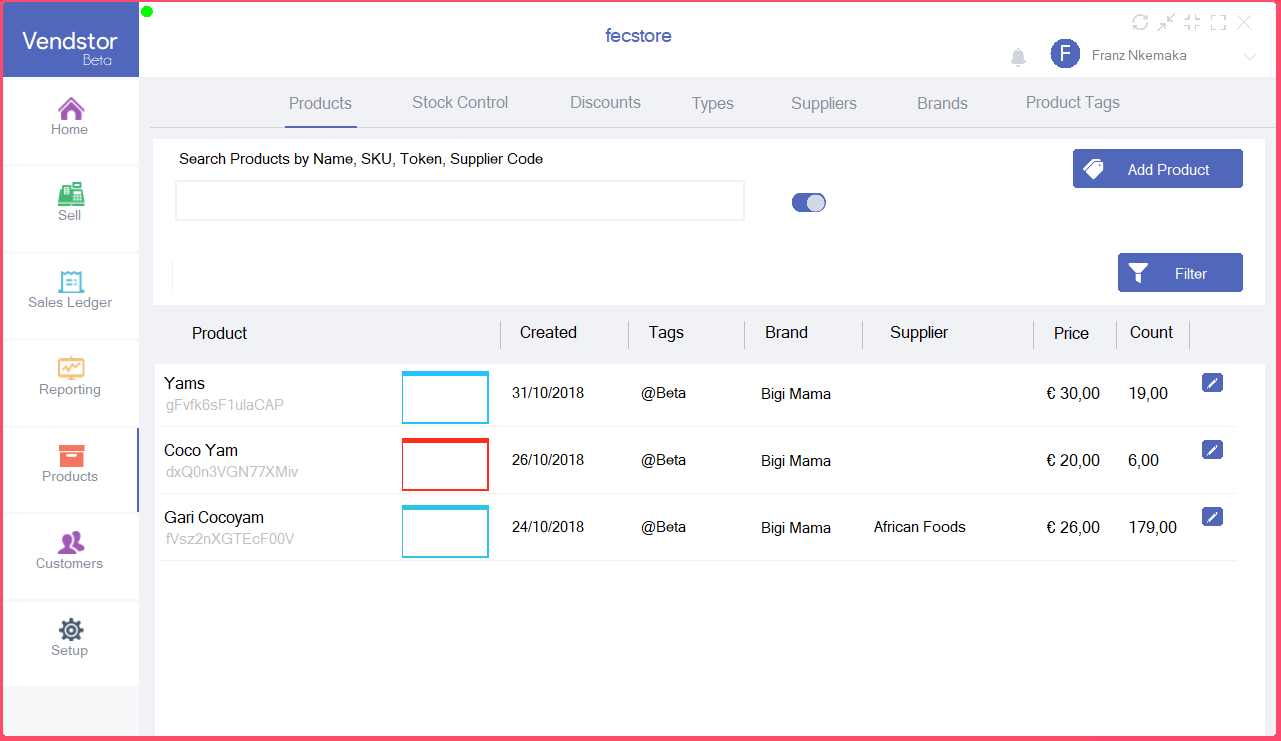 Vendstor
Beta
fecstore
F
Franz Nkemaka
Home
Sell
Sales Ledger
Reporting
Products
Customers
Setup
Products Stock Control Discounts Types Suppliers Brands Product Tags
Search Products by Name, SKU, Token, Supplier Code
Add Product
Filter
Product Created Tags Brand Supplier Price Count
Yams 31/10/2018 @Beta Bigi Mama € 30,00 19,00
gFvfk6sF1ulaCAP
Coco Yam 26/10/2018 @Beta Bigi Mama € 20,00 6,00
dxQ0n3VGN77XMiv
Gari Cocoyam 24/10/2018 @Beta Bigi Mama African Foods € 26,00 179,00
fVsz2nXGTEcF00V